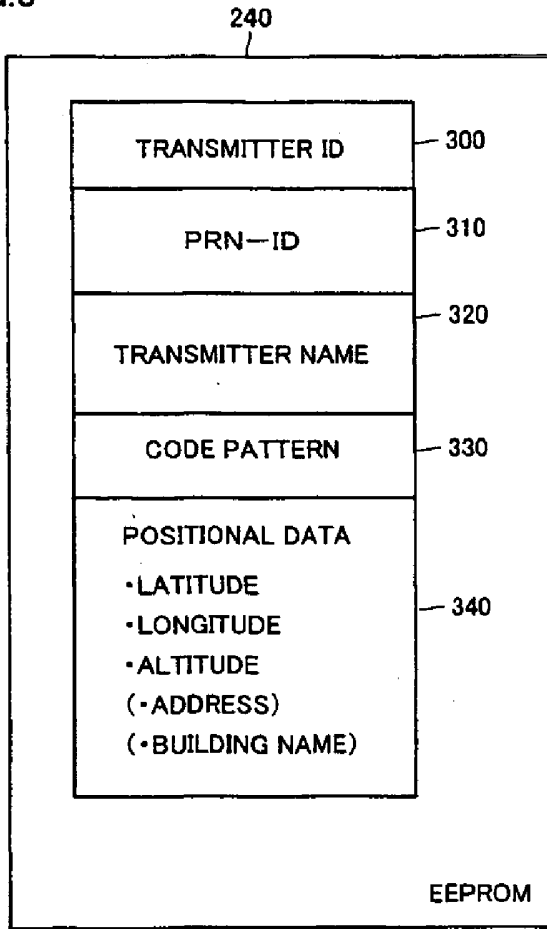 240
TRANSMITTER ID
300
PRN-ID
310
320
TRANSMITTER NAME
CODE PATTERN
330
POSITIONAL DATA
・LATITUDE
・LONGITUDE
・ALTITUDE
(・ADDRESS)
(・BUILDING NAME)
340
EEPROM